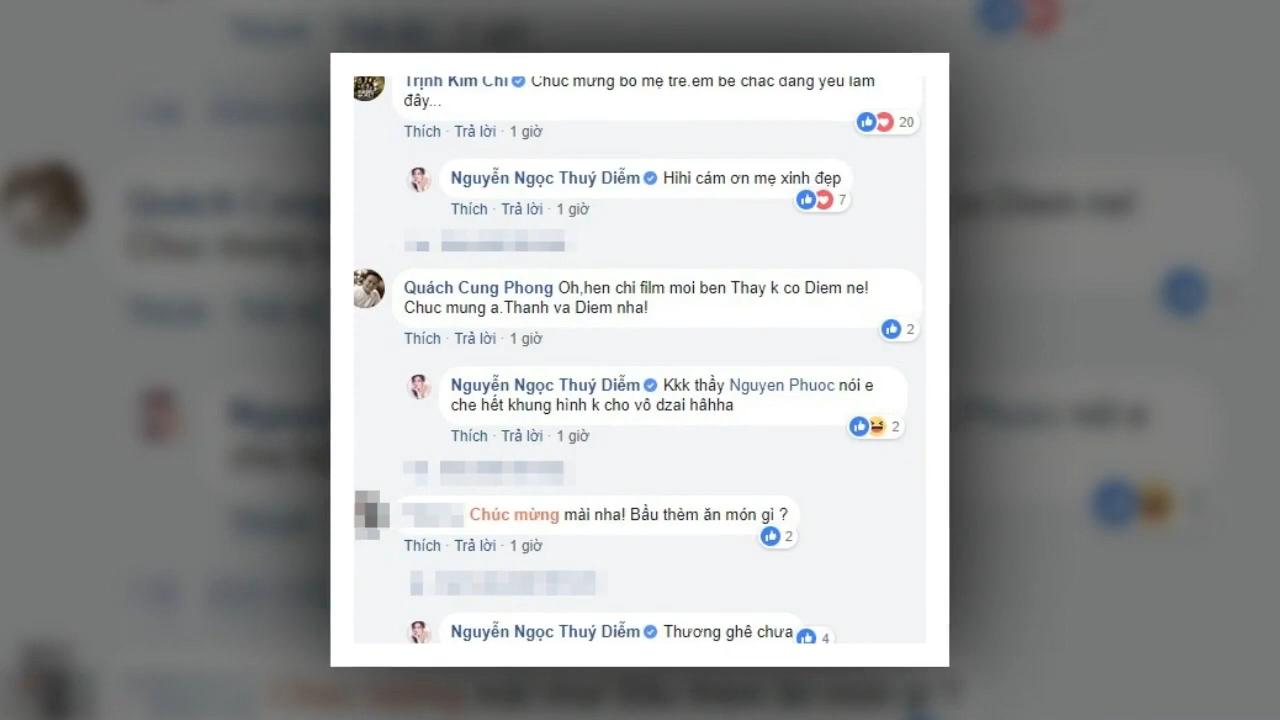 Trịnh Kim Chi Chúc mừng bố mẹ trẻ.em bé chắc đáng yêu lắm
đây...
Thích · Trả lời · 1 giờ
20
Nguyễn Ngọc Thuý Diễm Hihi cám ơn mẹ xinh đẹp
7
Thích · Trả lời · 1 giờ
Quách Cung Phong Oh,hen chi film moi ben Thay k co Diem ne!
Chuc mung a.Thanh va Diem nha!
2
Thích · Trả lời · 1 giờ
Nguyễn Ngọc Thuý Diễm Kkk thầy Nguyen Phuoc nói e
che hết khung hình k cho vô dzai hâhha
2
Thích · Trả lời · 1 giờ
Chúc mừng mài nha! Bầu thèm ăn món gì ?
2
Thích · Trả lời · 1 giờ
Nguyễn Ngọc Thuý Diễm Thương ghê chưa
4